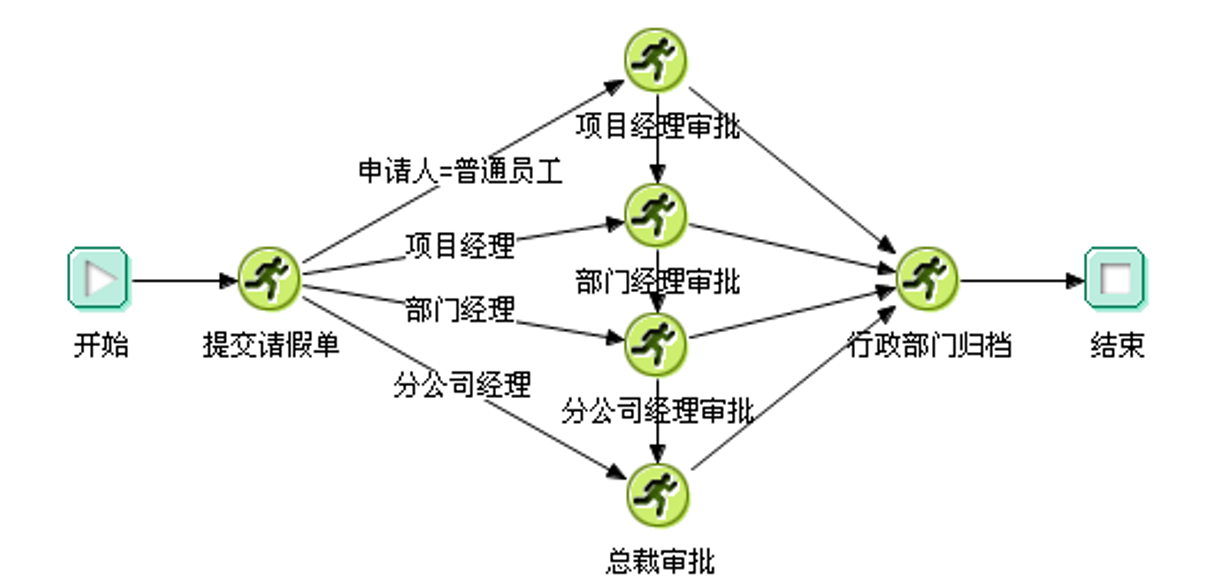 项目经理审批
申请人=普通员工
项目经理
部门经理审批
部门经理
开始
提交请假单
行政部门归档
结束
分公司经理
分公司经理审批
总裁审批